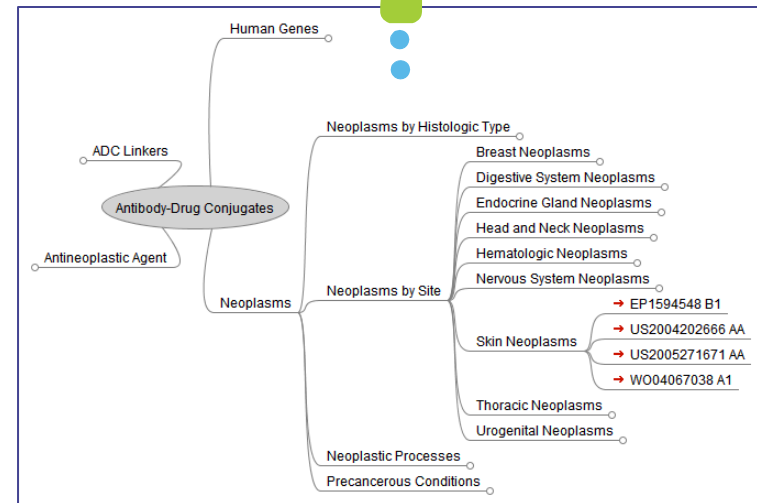 Human Genes
Neoplasms by Histologic Type
ADC Linkers
Breast Neoplasms
Digestive System Neoplasms
Endocrine Gland Neoplasms
Antibody-Drug Conjugates
Head and Neck Neoplasms
Antineoplastic Agent
Hematologic Neoplasms
Nervous System Neoplasms
Neoplasms
Neoplasms by Site
EP1594548 B1
US2004202666 AA
Skin Neoplasms
US2005271671 AA
WO04067038 A1
Thoracic Neoplasms
Urogenital Neoplasms
Neoplastic Processes
Precancerous Conditions